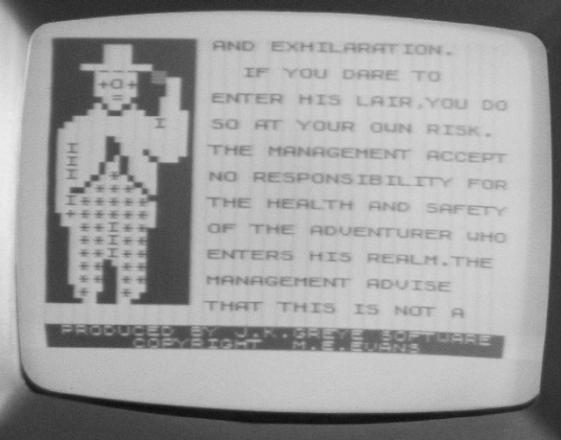 AND EXHILARATION.
IF YOU DARE TO
ENTER HIS LAIR,YOU DO
SO AT YOUR OWN RISK.
THE MANAGEMENT ACCEPT
NO RESPONSIBILITY FOR
THE HEALTH AND SAFETY
OF THE ADVENTURER WHO
ENTERS HIS REALM.THE
MANAGEMENT ADVISE
THAT THIS IS NOT A
PRODUCED BY J.K.GREYE SOFTWARE
COPYRIGHT M.E.EVANS